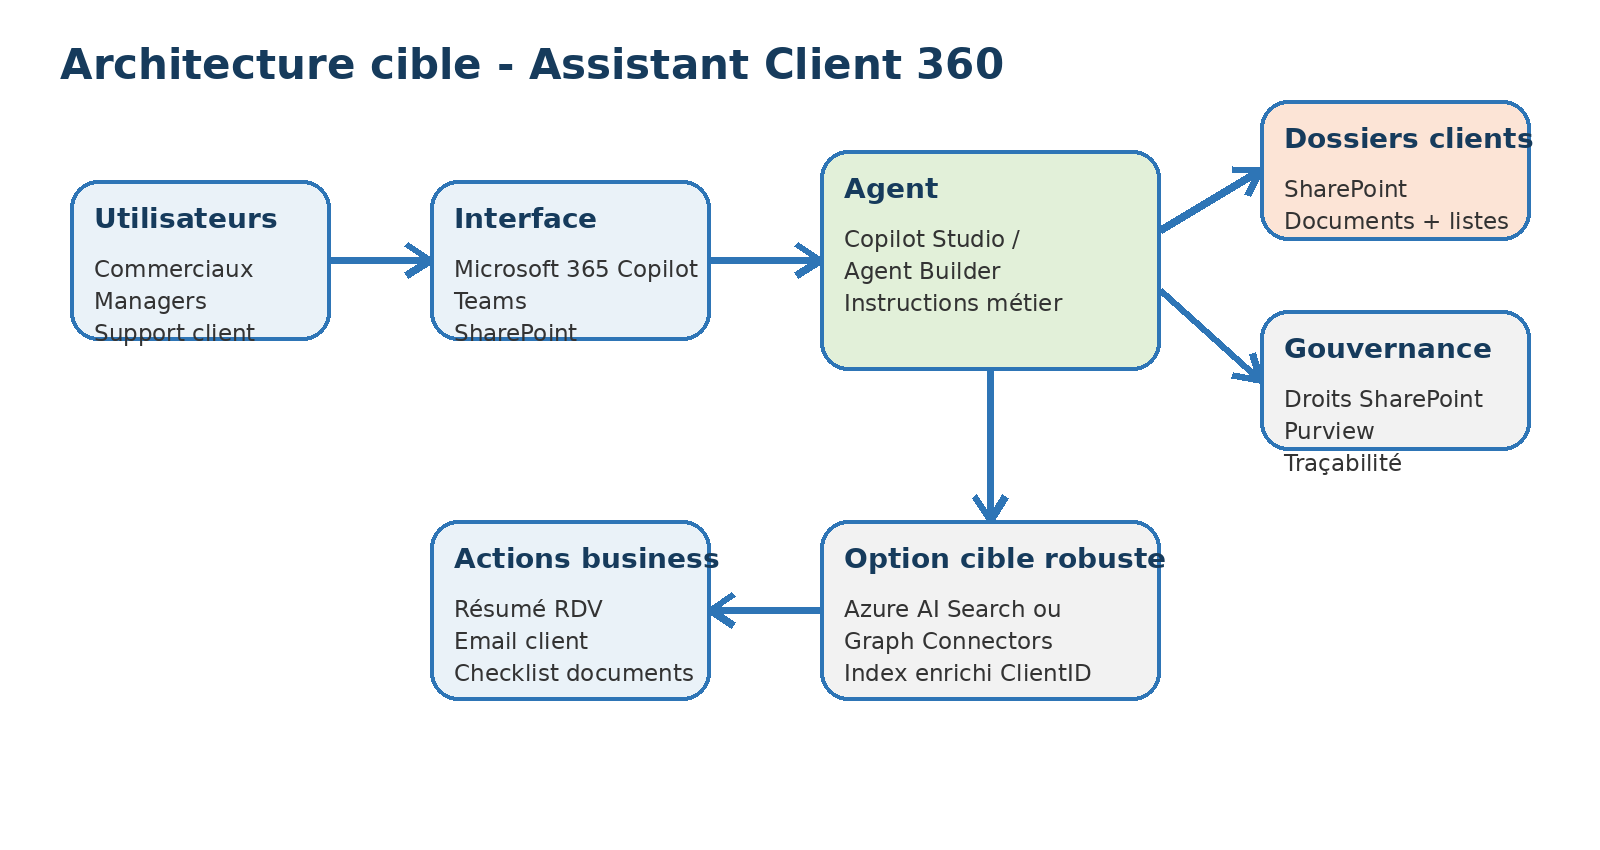 Architecture cible - Assistant Client 360
Utilisateurs
Commerciaux
Managers
Support client
Interface
Microsoft 365 Copilot
Teams
SharePoint
Agent
Copilot Studio /
Agent Builder
Instructions métier
Dossiers clients
SharePoint
Documents + listes
Gouvernance
Droits SharePoint
Purview
Traçabilité
Actions business
Résumé RDV
Email client
Checklist documents
Option cible robuste
Azure AI Search ou
Graph Connectors
Index enrichi ClientID